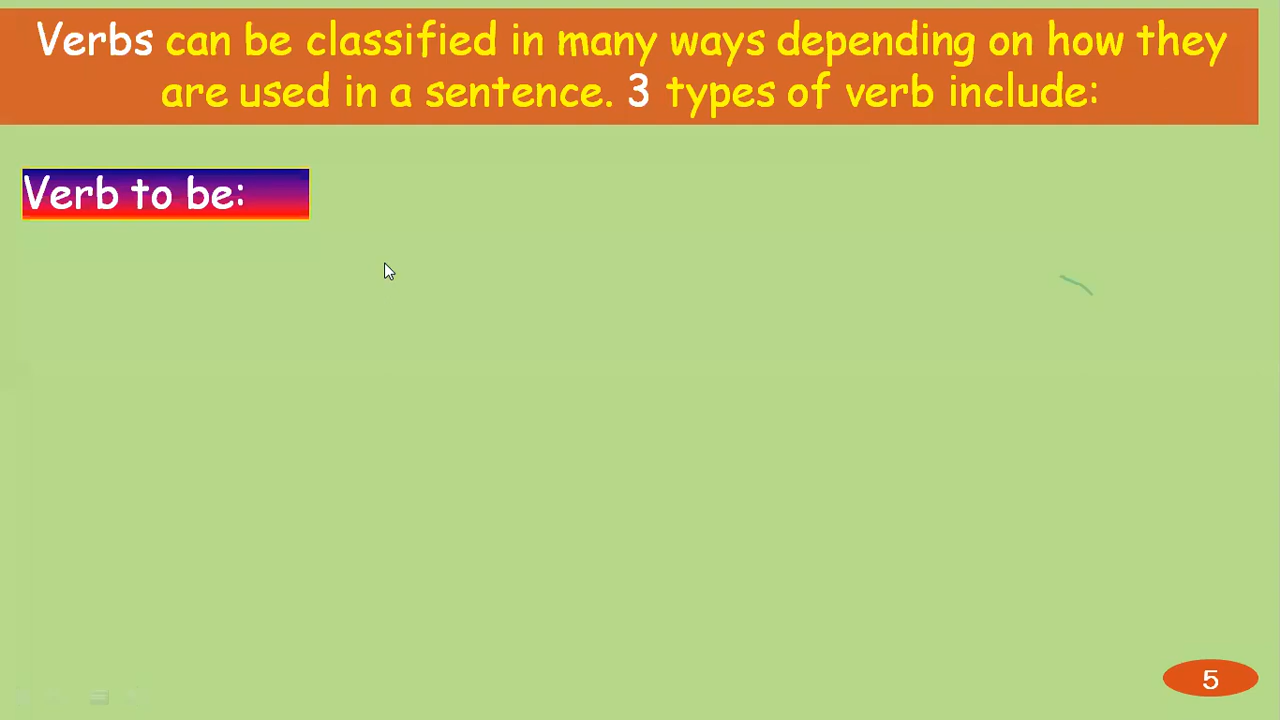 Verbs can be classified in many ways depending on how they
are used in a sentence. 3 types of verb include:
Verb to be:
5